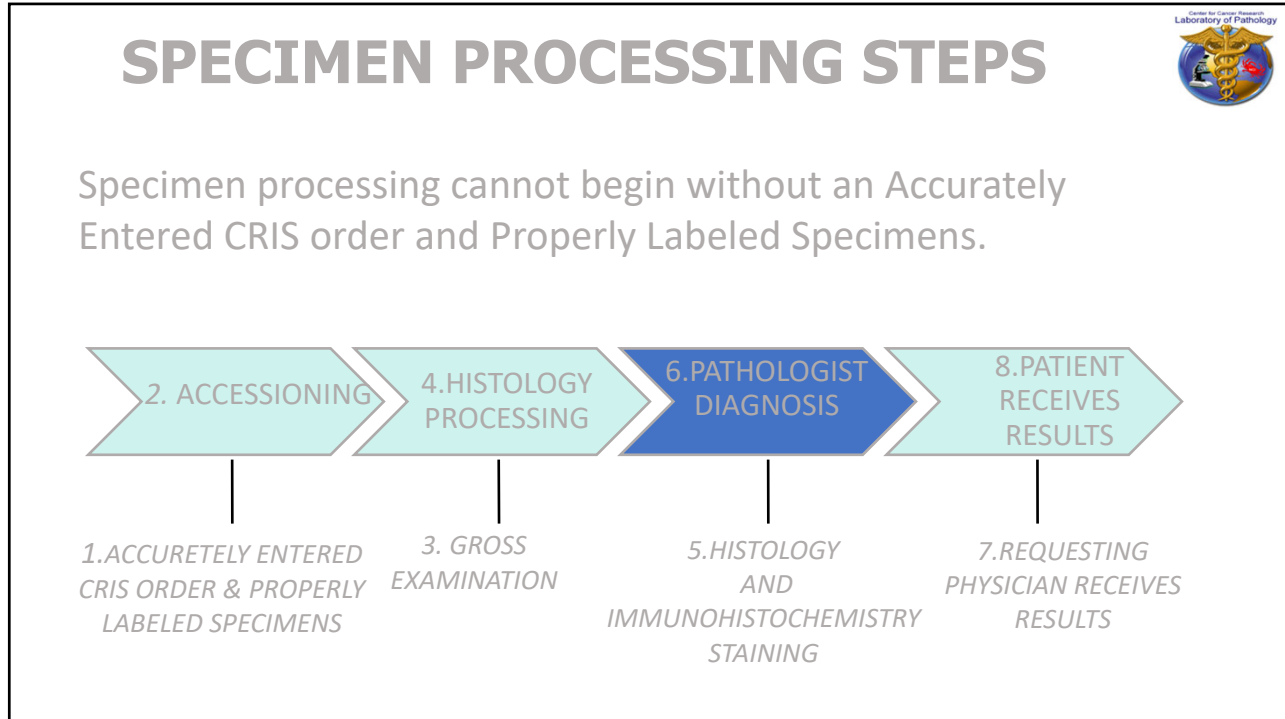 Center for Cancer Research
Laboratory of Pathology
SPECIMEN PROCESSING STEPS
Specimen processing cannot begin without an Accurately
Entered CRIS order and Properly Labeled Specimens.
2. ACCESSIONING
4.HISTOLOGY
PROCESSING
6.PATHOLOGIST
DIAGNOSIS
8.PATIENT
RECEIVES
RESULTS
1.ACCURETELY ENTERED
CRIS ORDER & PROPERLY
LABELED SPECIMENS
3. GROSS
EXAMINATION
5.HISTOLOGY
AND
IMMUNOHISTOCHEMISTRY
STAINING
7.REQUESTING
PHYSICIAN RECEIVES
RESULTS